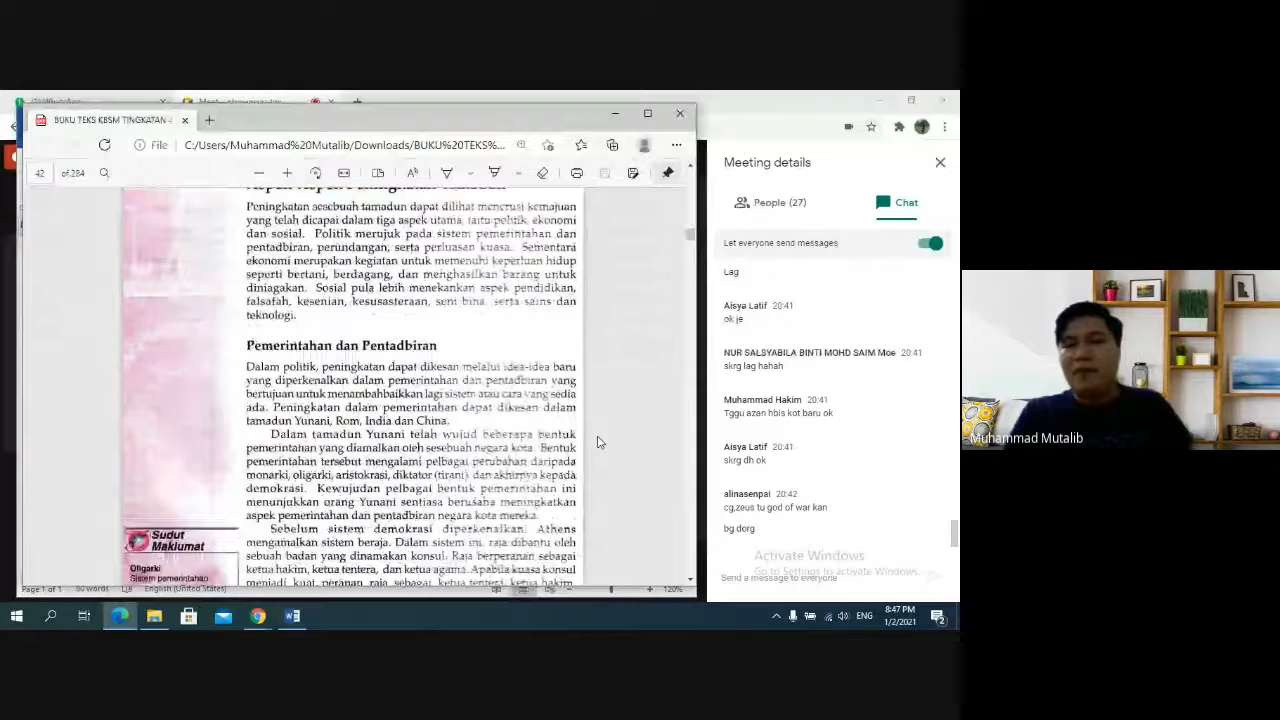 BUKU TEKS KBSM TINGKATAN
File
C:/Users/Muhammad%20Mutalib/Downloads/BUKU%20TEKS%...
42 of 284
Peningkatan sesebuah tamadun dapat dilihat menerusi kemajuan
yang telah dicapai dalam tiga aspek utama, iaitu politik, ekonomi
dan sosial. Politik merujuk pada sistem pemerintahan dan
pentadbiran, perundangan, serta perluasan kuasa. Sementara
ekonomi merupakan kegiatan untuk memenuhi keperluan hidup
seperti bertani, berdagang, dan menghasilkan barang untuk
diniagakan. Sosial pula lebih menekankan aspek pendidikan,
falsafah, kesenian, kesusasteraan, seni bina serta sains dan
teknologi.
Pemerintahan dan Pentadbiran
Dalam politik, peningkatan dapat dikesan melalui idea-idea baru
yang diperkenalkan dalam pemerintahan dan pentadbiran yang
bertujuan untuk menambahbaikkan lagi sistem atau cara yang sedia
ada. Peningkatan dalam pemerintahan dapat dikesan dalam
tamadun Yunani, Rom, India dan China.
Dalam tamadun Yunani telah wujud beberapa bentuk
pemerintahan yang diamalkan oleh sesebuah negara kota. Bentuk
pemerintahan tersebut mengalami pelbagai perubahan daripada
monarki, oligarki, aristokrasi, diktator (tirani) dan akhirnya kepada
demokrasi. Kewujudan pelbagai bentuk pemerintahan ini
menunjukkan orang Yunani sentiasa berusaha meningkatkan
aspek pemerintahan dan pentadbiran negara kota mereka.
Sebelum sistem demokrasi diperkenalkan, Athens
mengamalkan sistem beraja. Dalam sistem ini, raja dibantu oleh
sebuah badan yang dinamakan konsul. Raja berperanan sebagai
ketua hakim, ketua tentera, dan ketua agama. Apabila kuasa konsul
menjadi kuat, peranan raja sebagai ketua tentera, ketua hakim,
Sudut
Maklumat
Oligarki
Sistem pemerintahan
Page 1 of 1
80 words
English (United States)
120%
Meeting details
People (27)
Chat
Let everyone send messages
Lag
Aisya Latif 20:41
ok je
NUR SALSYABILA BINTI MOHD SAIM Moe 20:41
skrg lag hahah
Muhammad Hakim 20:41
Tggu azan hbis kot baru ok
Aisya Latif 20:41
skrg dh ok
alinasenpai 20:42
cg,zeus tu god of war kan
bg dorg
Activate Windows
Go to Settings to activate Windows.
Send a message to everyone
ENG
8:47 PM
1/2/2021
2
Muhammad Mutalib